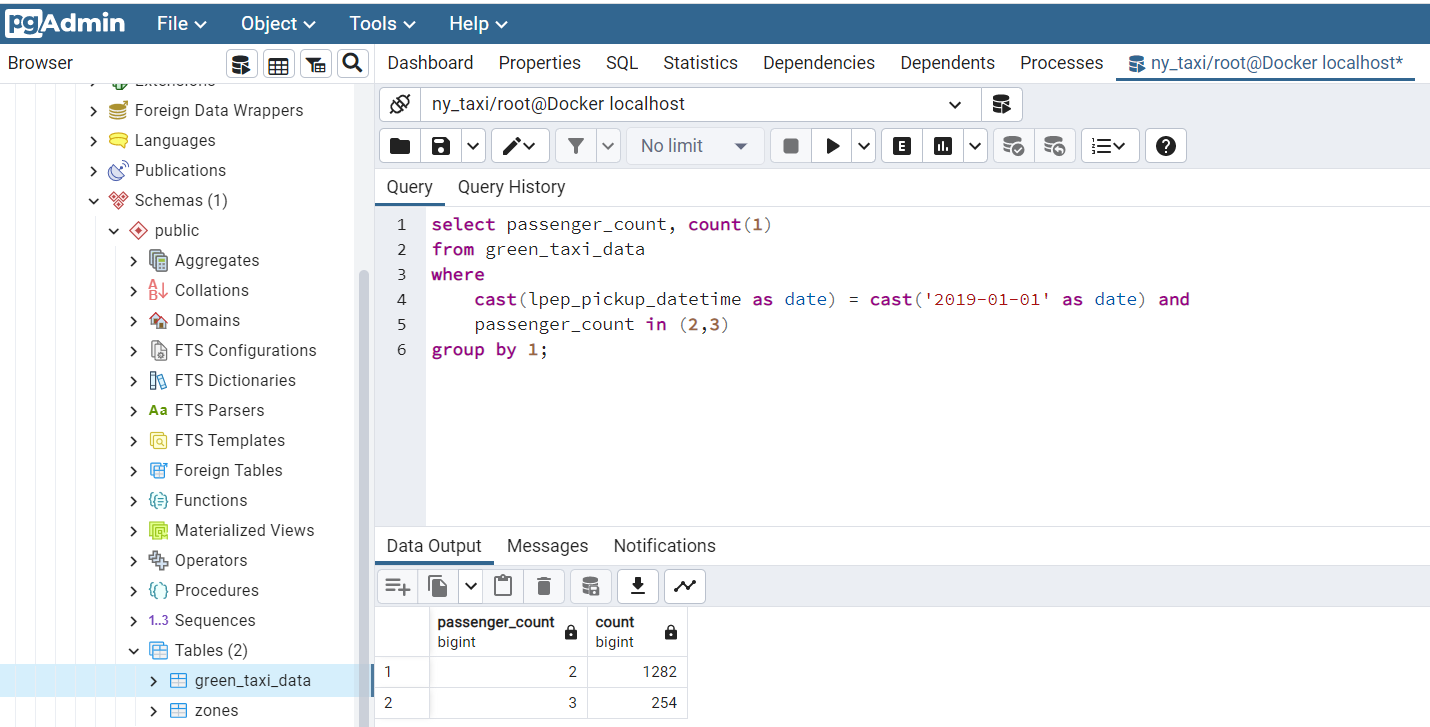 pgAdmin File Object Tools Help
Browser
Dashboard Properties SQL Statistics Dependencies Dependents Processes ny_taxi/root@Docker localhost*
Extensions
Foreign Data Wrappers
Languages
Publications
Schemas (1)
public
Aggregates
Collations
Domains
FTS Configurations
FTS Dictionaries
Aa FTS Parsers
FTS Templates
Foreign Tables
Functions
Materialized Views
Operators
Procedures
1..3 Sequences
Tables (2)
green_taxi_data
zones
ny_taxi/root@Docker localhost
No limit E
Query Query History
1 select passenger_count, count(1)
2 from green_taxi_data
3 where
4 cast(lpep_pickup_datetime as date) = cast('2019-01-01' as date) and
5 passenger_count in (2,3)
6 group by 1;
Data Output Messages Notifications
passenger_count count
bigint bigint
1 2 1282
2 3 254